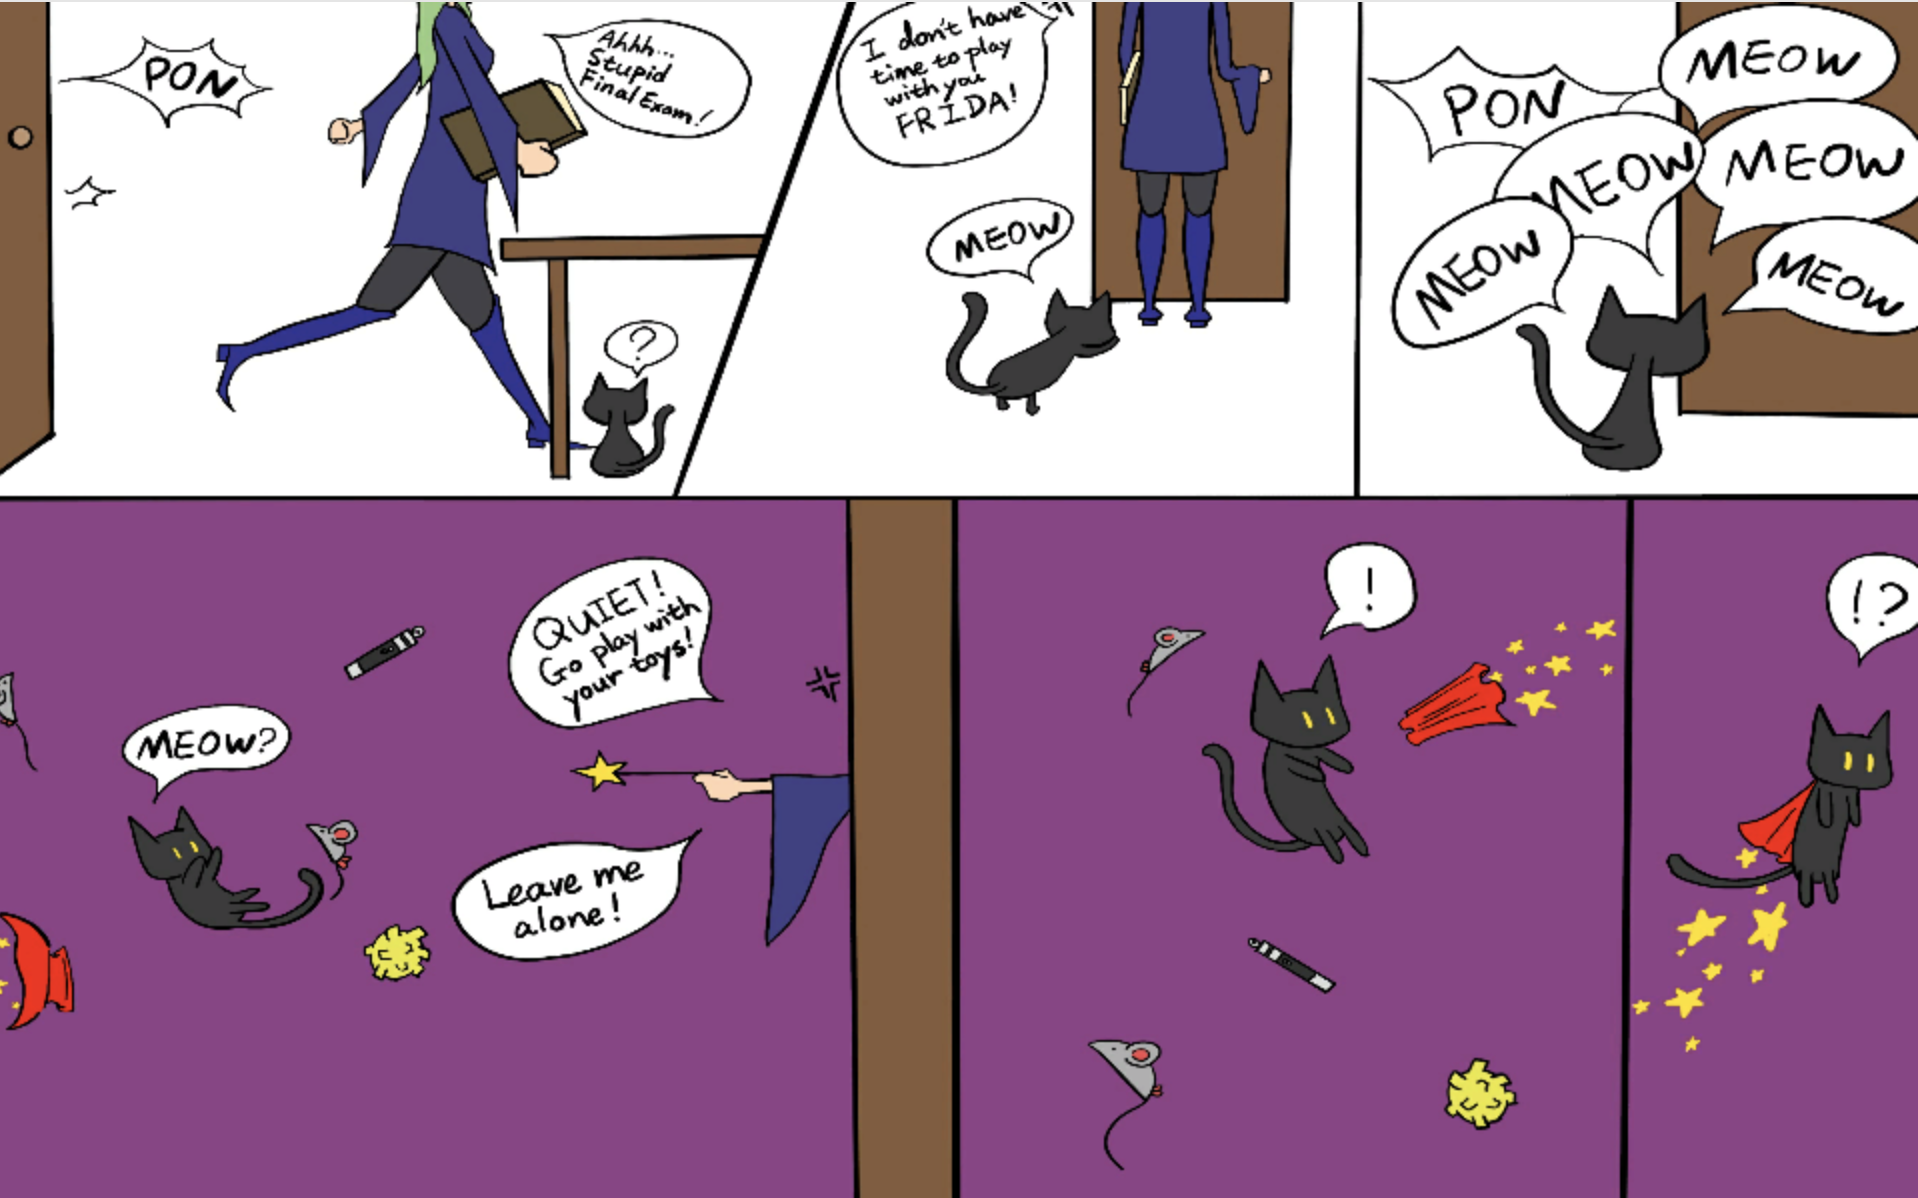 PON
Ahhh...
Stupid
Final Exam!
?
I don't have
time to play
with you
FRIDA!
MEOW
PON
MEOW
MEOW
MEOW
MEOW
MEOW
MEOW?
QUIET!
Go play with
your toys!
Leave me
alone!
!
!?